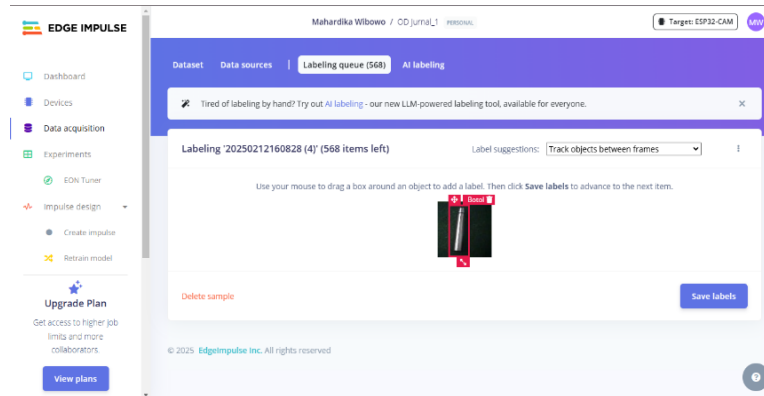 EDGE IMPULSE
Mahardika Wibowo / OD Jurnal_1 PERSONAL
Target: ESP32-CAM
MW
Dashboard
Devices
Data acquisition
Experiments
EON Tuner
Impulse design
Create impulse
Retrain model
Upgrade Plan
Get access to higher job
limits and more
collaborators.
View plans
Dataset Data sources | Labeling queue (568) AI labeling
Tired of labeling by hand? Try out AI labeling - our new LLM-powered labeling tool, available for everyone. ×
Labeling '20250212160828 (4)' (568 items left)
Label suggestions: Track objects between frames
Use your mouse to drag a box around an object to add a label. Then click Save labels to advance to the next item.
Botol
Delete sample
Save labels
© 2025 EdgeImpulse Inc. All rights reserved
?